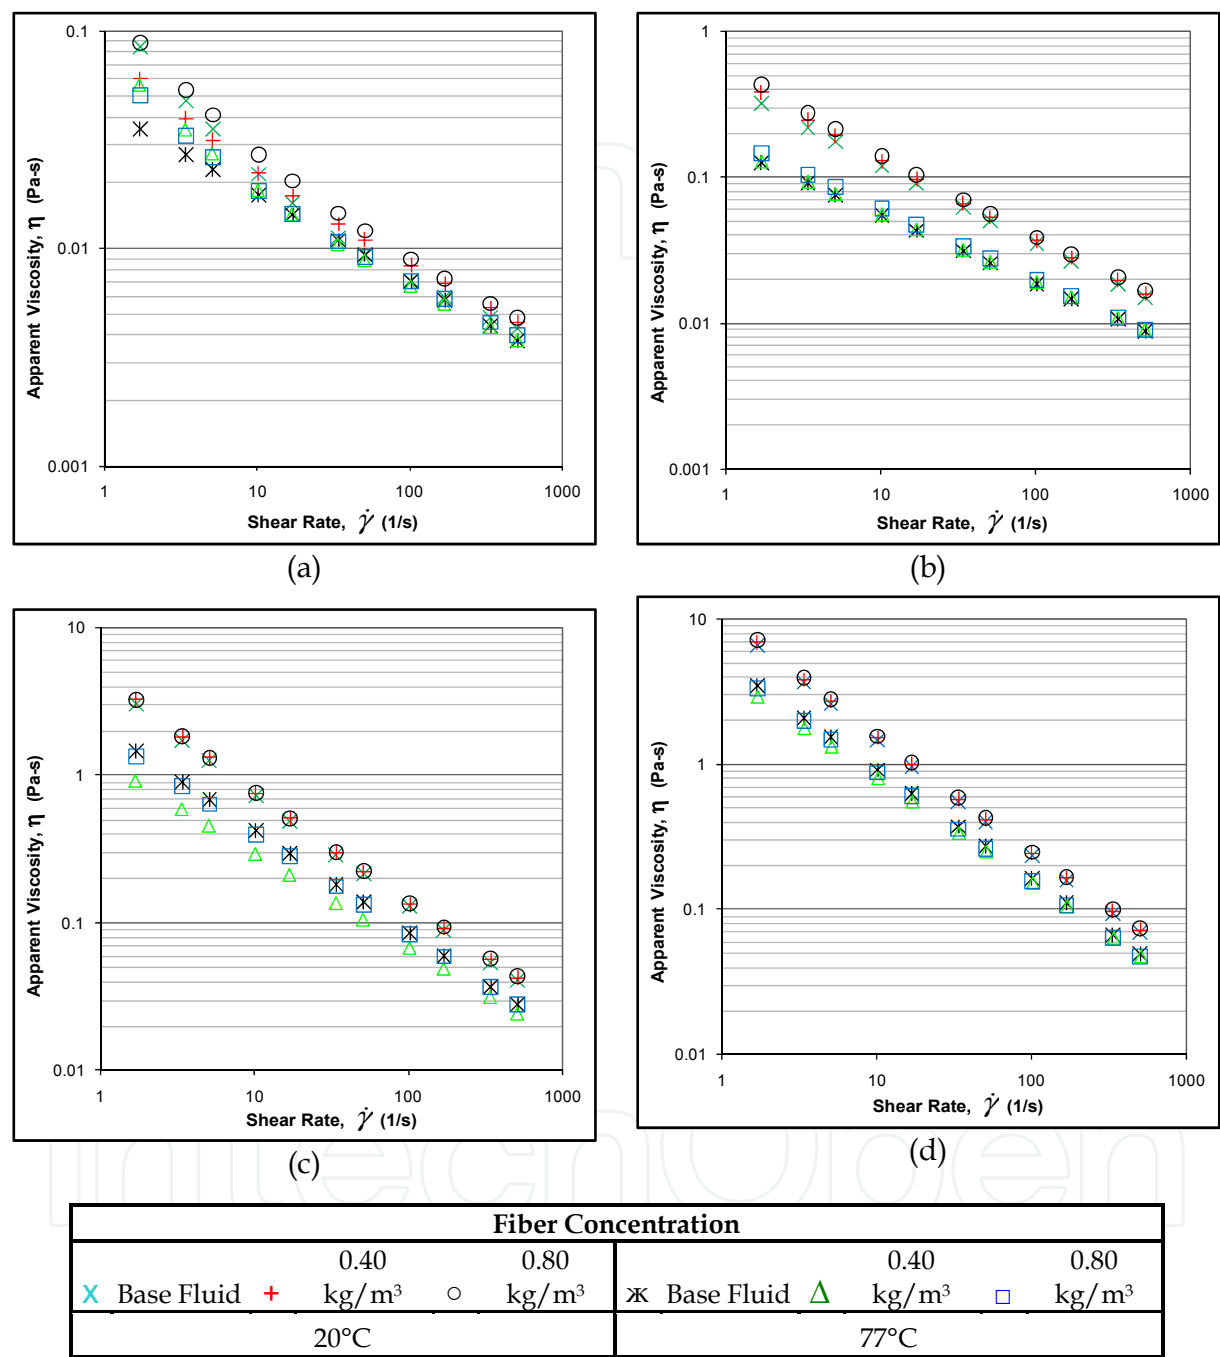 0.1
0.01
0.001
1
10
100
1000
Apparent Viscosity, η (Pa-s)
Shear Rate, γ̇ (1/s)
(a)
1
0.1
0.01
0.001
1
10
100
1000
Apparent Viscosity, η (Pa-s)
Shear Rate, γ̇ (1/s)
(b)
10
1
0.1
0.01
1
10
100
1000
Apparent Viscosity, η (Pa-s)
Shear Rate, γ̇ (1/s)
(c)
10
1
0.1
0.01
1
10
100
1000
Apparent Viscosity, η (Pa-s)
Shear Rate, γ̇ (1/s)
(d)
IntechOpen
Fiber Concentration
0.40 0.80 0.40 0.80
x Base Fluid + kg/m³ ○ kg/m³ ж Base Fluid Δ kg/m³ □ kg/m³
20°C 77°C